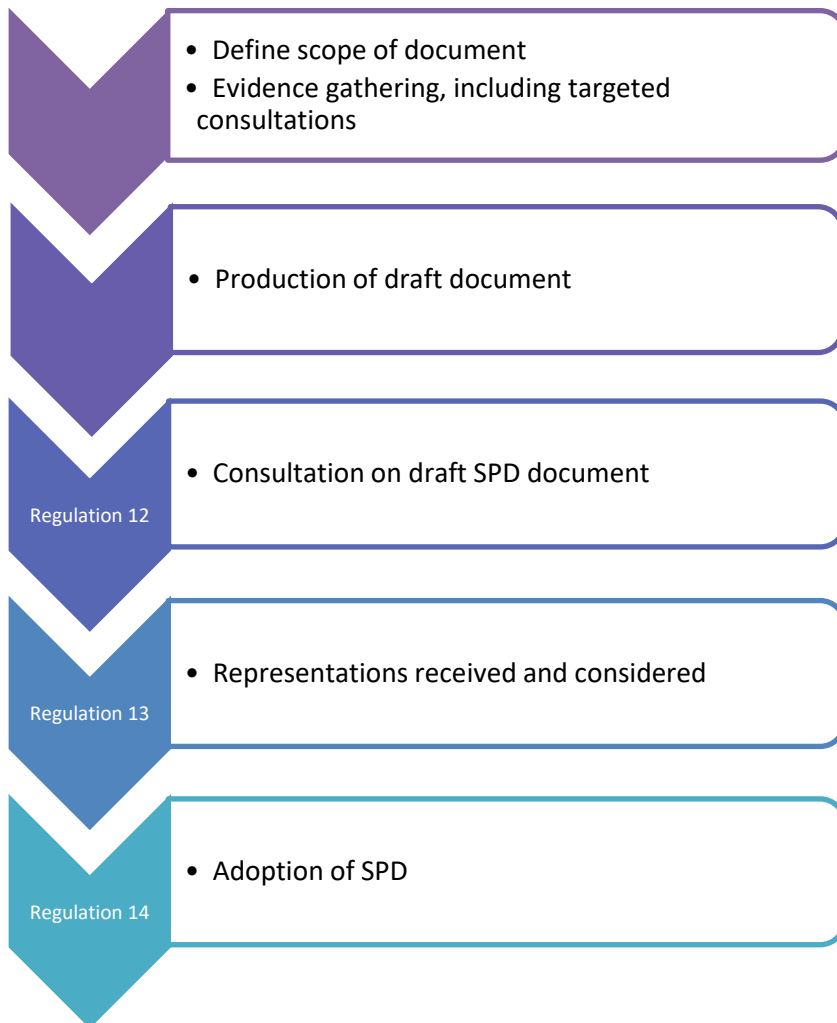 • Define scope of document
• Evidence gathering, including targeted
consultations
• Production of draft document
Regulation 12
• Consultation on draft SPD document
Regulation 13
• Representations received and considered
Regulation 14
• Adoption of SPD